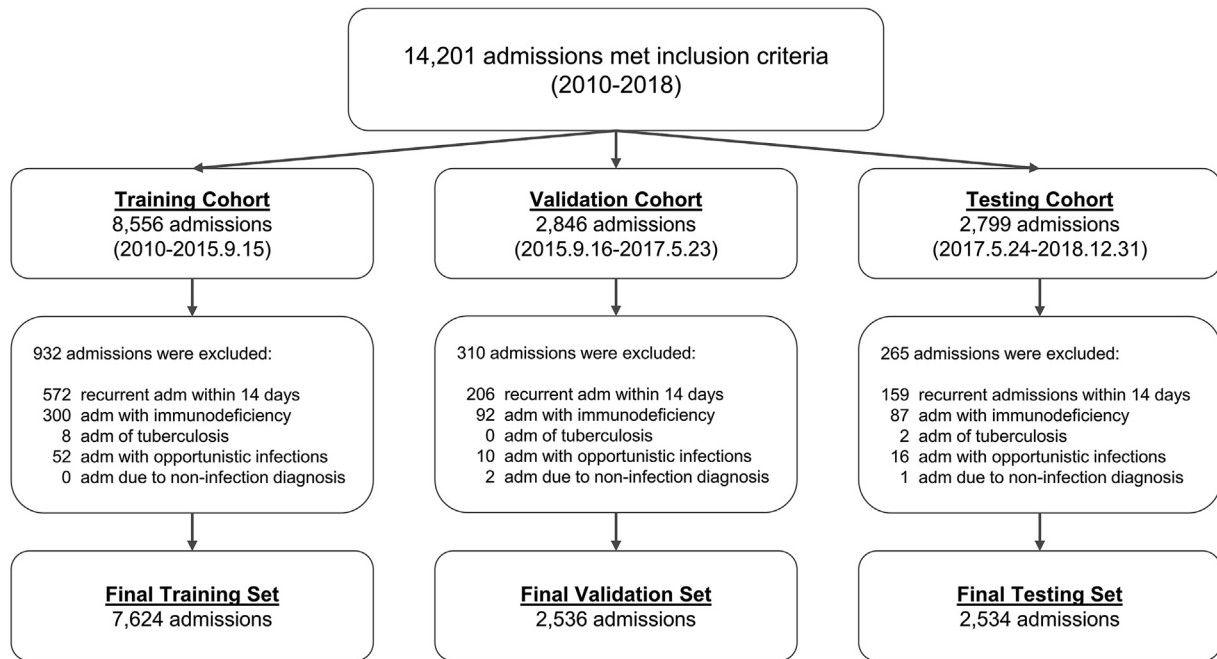 14,201 admissions met inclusion criteria
(2010-2018)
Training Cohort
8,556 admissions
(2010-2015.9.15)
Validation Cohort
2,846 admissions
(2015.9.16-2017.5.23)
Testing Cohort
2,799 admissions
(2017.5.24-2018.12.31)
932 admissions were excluded:
572 recurrent adm within 14 days
300 adm with immunodeficiency
8 adm of tuberculosis
52 adm with opportunistic infections
0 adm due to non-infection diagnosis
310 admissions were excluded:
206 recurrent adm within 14 days
92 adm with immunodeficiency
0 adm of tuberculosis
10 adm with opportunistic infections
2 adm due to non-infection diagnosis
265 admissions were excluded:
159 recurrent admissions within 14 days
87 adm with immunodeficiency
2 adm of tuberculosis
16 adm with opportunistic infections
1 adm due to non-infection diagnosis
Final Training Set
7,624 admissions
Final Validation Set
2,536 admissions
Final Testing Set
2,534 admissions